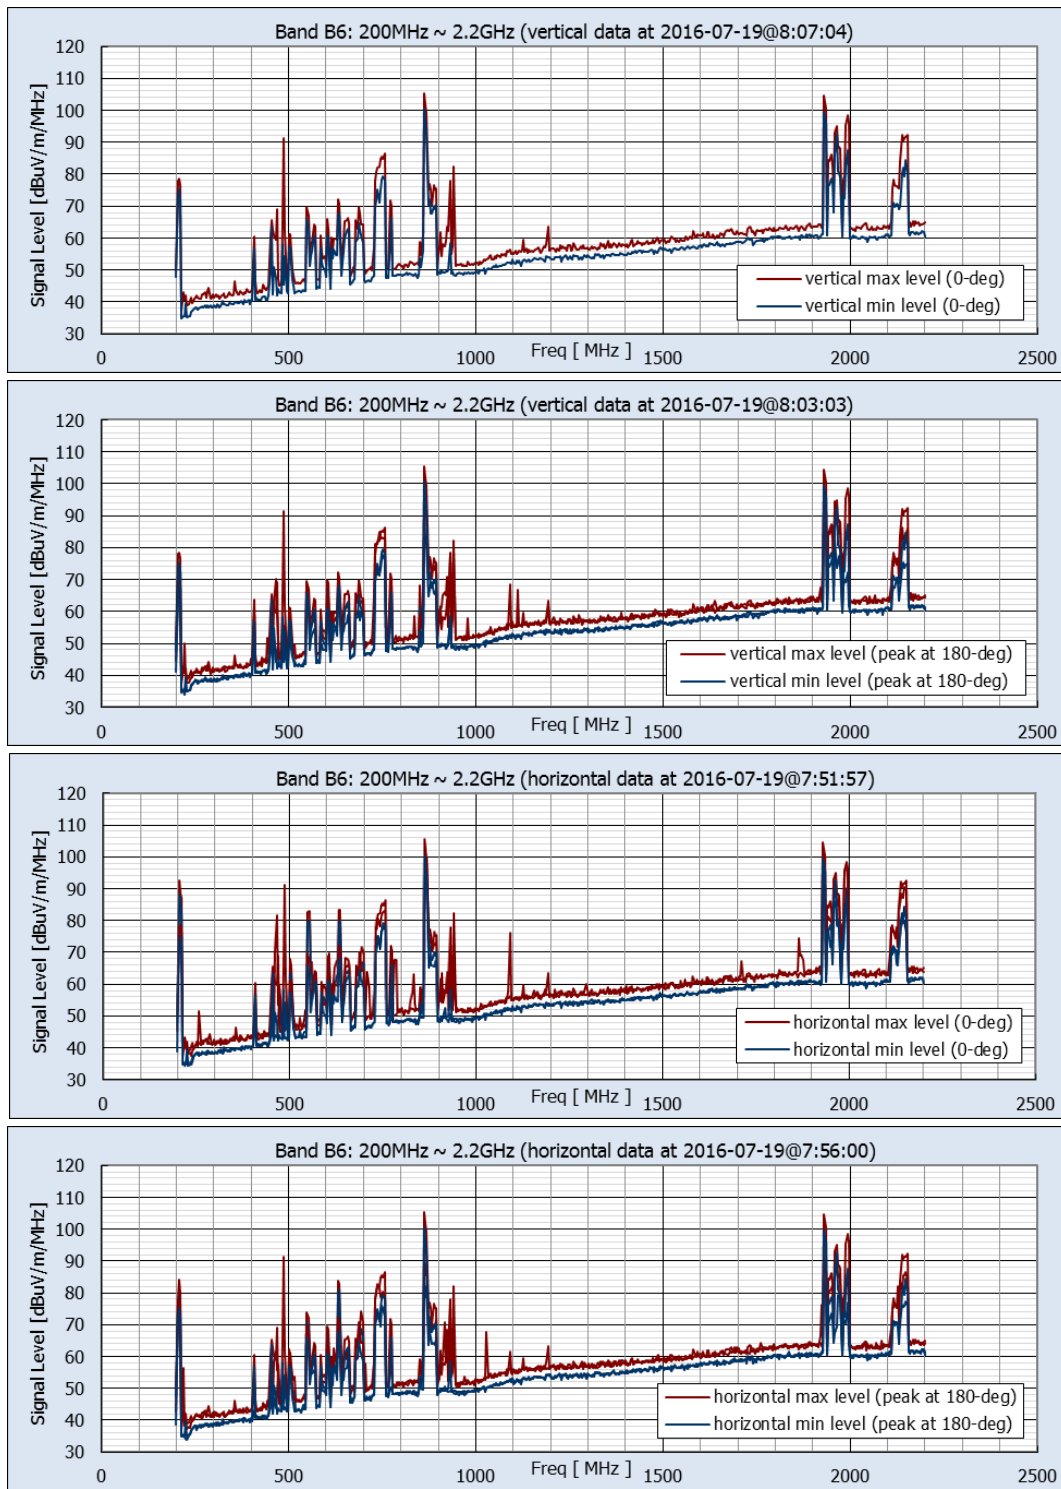 Band B6: 200MHz ~ 2.2GHz (vertical data at 2016-07-19@8:07:04)
Signal Level [dBuV/m/MHz]
120
110
100
90
80
70
60
50
40
30
vertical max level (0-deg)
vertical min level (0-deg)
0 500 1000 1500 2000 2500
Freq [ MHz ]
Band B6: 200MHz ~ 2.2GHz (vertical data at 2016-07-19@8:03:03)
Signal Level [dBuV/m/MHz]
120
110
100
90
80
70
60
50
40
30
vertical max level (peak at 180-deg)
vertical min level (peak at 180-deg)
0 500 1000 1500 2000 2500
Freq [ MHz ]
Band B6: 200MHz ~ 2.2GHz (horizontal data at 2016-07-19@7:51:57)
Signal Level [dBuV/m/MHz]
120
110
100
90
80
70
60
50
40
30
horizontal max level (0-deg)
horizontal min level (0-deg)
0 500 1000 1500 2000 2500
Freq [ MHz ]
Band B6: 200MHz ~ 2.2GHz (horizontal data at 2016-07-19@7:56:00)
Signal Level [dBuV/m/MHz]
120
110
100
90
80
70
60
50
40
30
horizontal max level (peak at 180-deg)
horizontal min level (peak at 180-deg)
0 500 1000 1500 2000 2500
Freq [ MHz ]